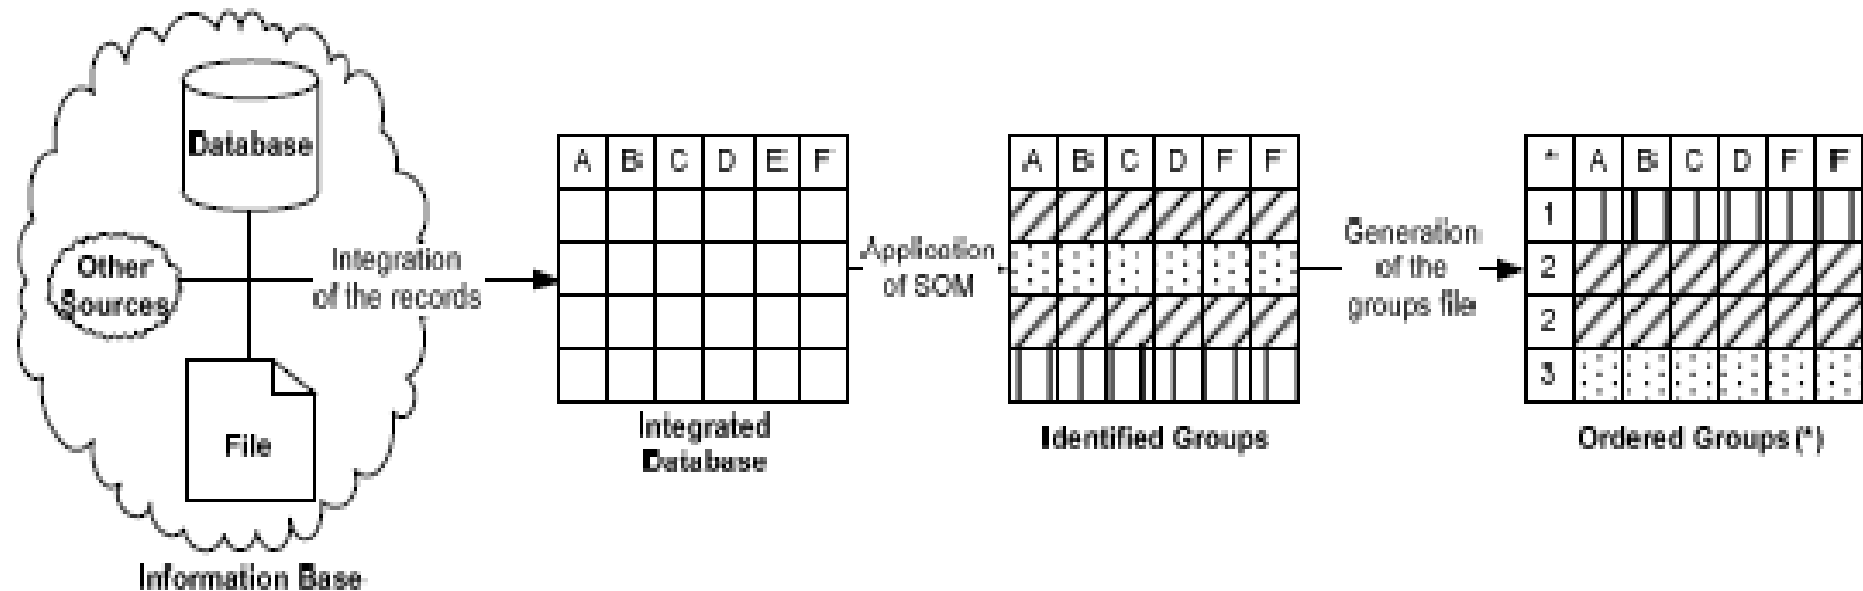 Database
Other
Sources
File
Information Base
Integration
of the records
A B C D E F
Integrated
Database
Application
of SOM
A B C D F F
Identified Groups
Generation
of the
groups file
* A B C D F F
1
2
2
3
Ordered Groups (*)